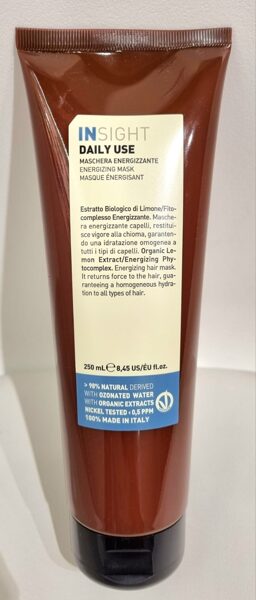 INSIGHT
DAILY USE
MASCHERA ENERGIZZANTE
ENERGIZING MASK
MASQUE ÉNERGISANT
Estratto Biologico di Limone/Fito-
complesso Energizzante. Masche-
ra energizzante capelli, restitui-
sce vigore alla chioma, garanten-
do una idratazione omogenea a
tutti i tipi di capelli. Organic Le-
mon Extract/Energizing Phy-
tocomplex. Energizing hair mask.
It returns force to the hair, gua-
ranteeing a homogeneous hydra-
tion to all types of hair.
250 mL ℮ 8,45 US/ÉU fl.oz.
> 90% NATURAL DERIVED
WITH OZONATED WATER
WITH ORGANIC EXTRACTS
NICKEL TESTED < 0,5 PPM
100% MADE IN ITALY